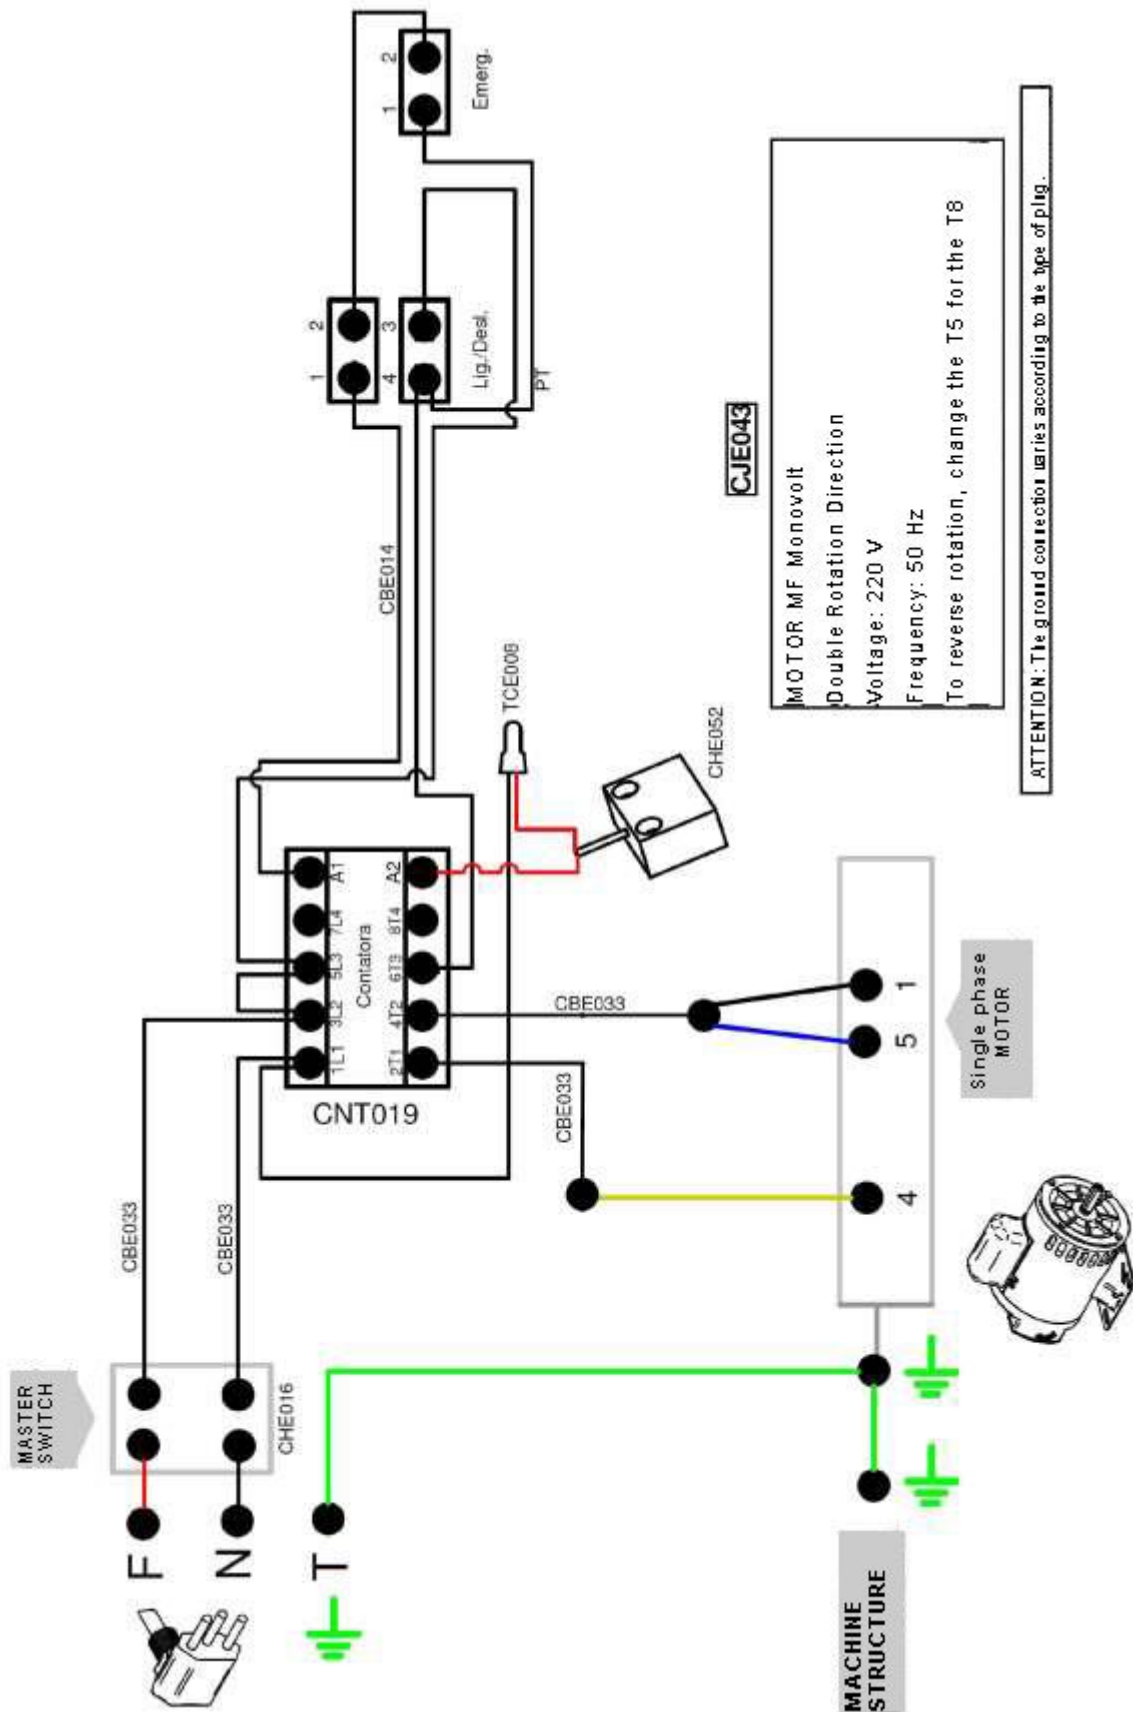 MASTER
SWITCH
F
N
T
CHE016
CBE033
CBE033
CNT019
Contatora
1L1
3L2
5L3
7L4
A1
2T1
4T2
6T3
8T4
A2
CBE014
1
2
4
3
Lig./Desl.
PT
1
2
Emerg.
TCE008
CHE052
CBE033
CBE033
4
5
1
Single phase
MOTOR
MACHINE
STRUCTURE
CJE043
MOTOR MF Monovolt
Double Rotation Direction
Voltage: 220 V
Frequency: 50 Hz
To reverse rotation, change the T5 for the T8
ATTENTION: The ground connection varies according to the type of plug.